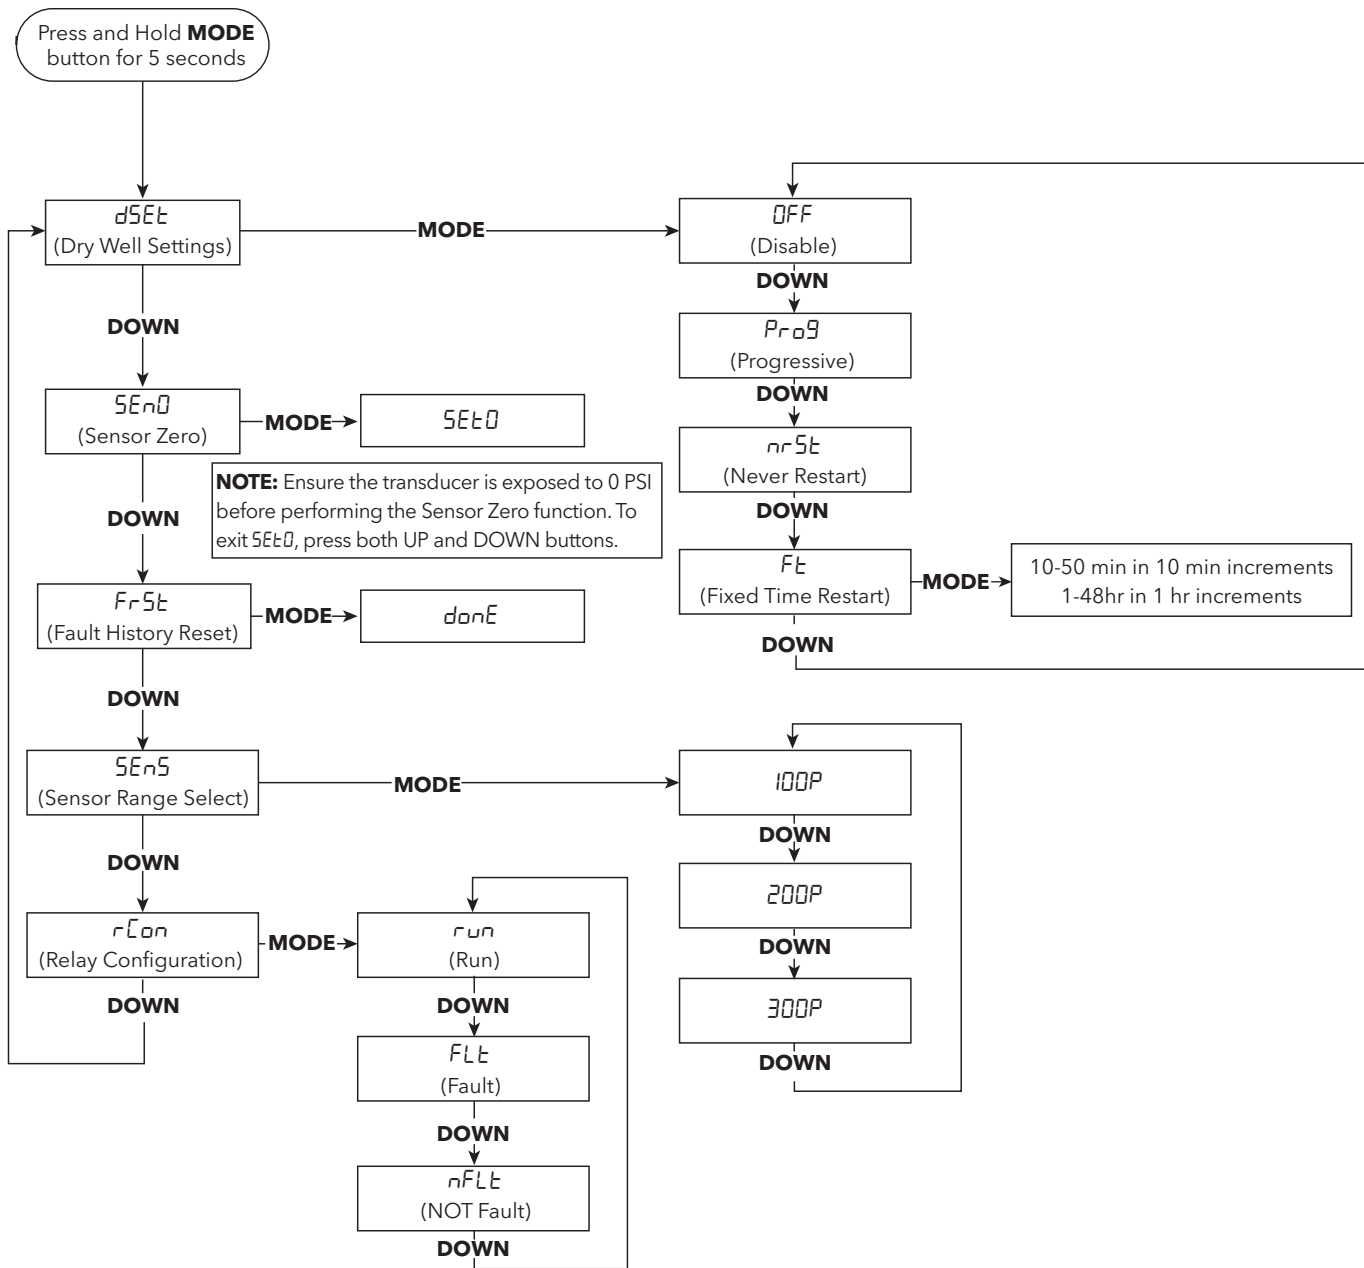 Press and Hold MODE
button for 5 seconds
dSEt
(Dry Well Settings)
MODE
OFF
(Disable)
DOWN
Prog
(Progressive)
DOWN
nrSt
(Never Restart)
DOWN
Ft
(Fixed Time Restart)
MODE
10-50 min in 10 min increments
1-48hr in 1 hr increments
DOWN
DOWN
SEn0
(Sensor Zero)
MODE
SEt0
NOTE: Ensure the transducer is exposed to 0 PSI
before performing the Sensor Zero function. To
exit SEt0, press both UP and DOWN buttons.
DOWN
FrSt
(Fault History Reset)
MODE
donE
DOWN
SEnS
(Sensor Range Select)
MODE
100P
DOWN
200P
DOWN
300P
DOWN
DOWN
rCon
(Relay Configuration)
MODE
run
(Run)
DOWN
FLt
(Fault)
DOWN
nFLt
(NOT Fault)
DOWN
DOWN